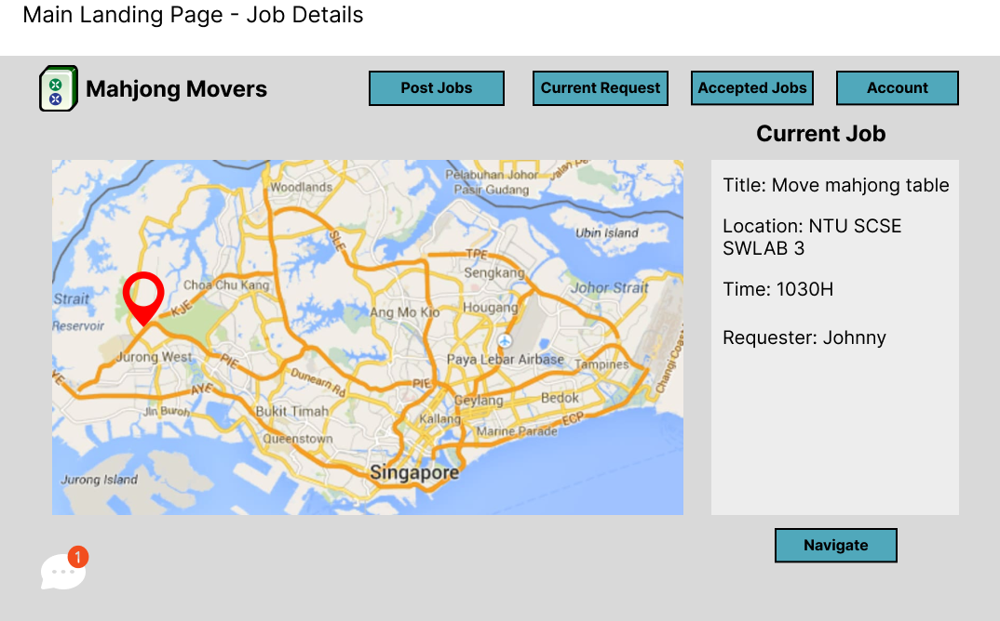 Main Landing Page - Job Details
Mahjong Movers
Post Jobs
Current Request
Accepted Jobs
Account
Current Job
Title: Move mahjong table
Location: NTU SCSE
SWLAB 3
Time: 1030H
Requester: Johnny
Navigate
1
Woodlands
Pelabuhan Johor
Pasir Gudang
Jalan
Ubin Island
SLE
TPE
Sengkang
Choa Chu Kang
Johor Strait
Strait
KJE
Ang Mo Kio
Hougang
Reservoir
Jurong West
PIE
Paya Lebar Airbase
Tampines
Changi Coast
YE
AYE
Dunearn Rd
PIE
Geylang
Bedok
Jln Buroh
Bukit Timah
Kallang
ECP
Queenstown
Marine Parade
Jurong Island
Singapore